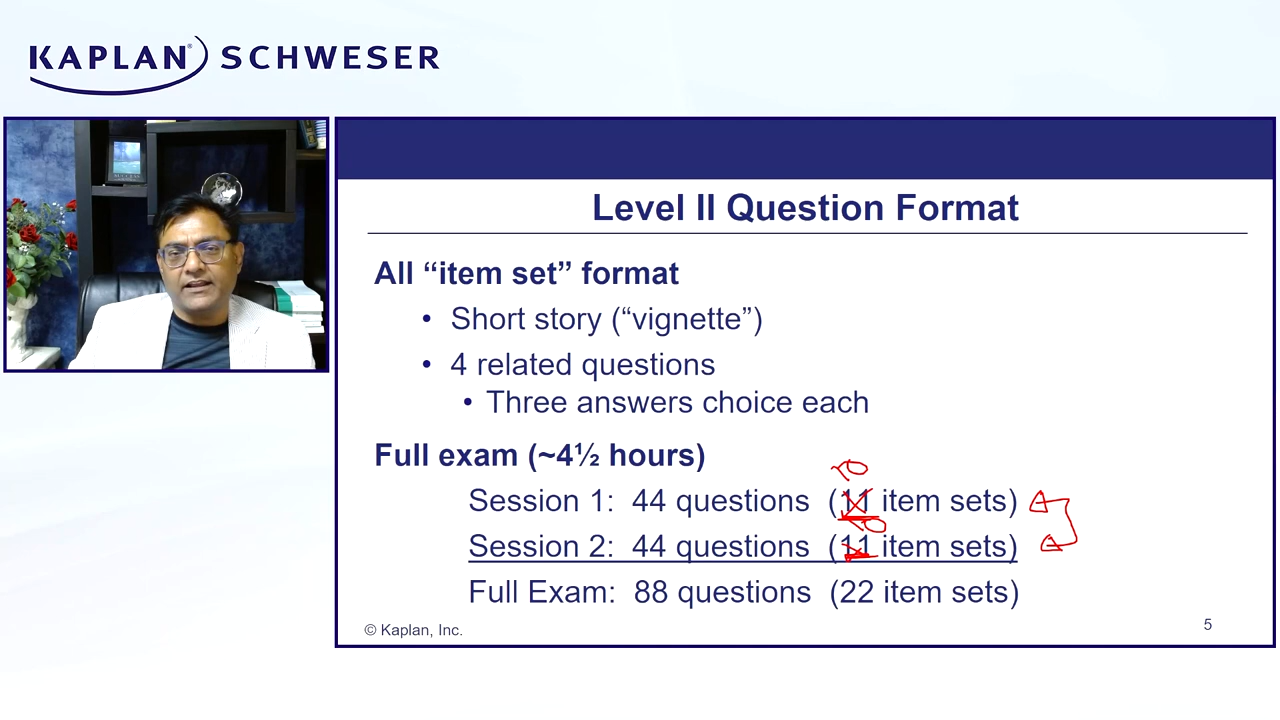 KAPLAN SCHWESER
Level II Question Format
All “item set” format
• Short story (“vignette”)
• 4 related questions
• Three answers choice each
Full exam (~4½ hours)
10
Session 1: 44 questions (11 item sets)
10
Session 2: 44 questions (11 item sets)
Full Exam: 88 questions (22 item sets)
© Kaplan, Inc.
5